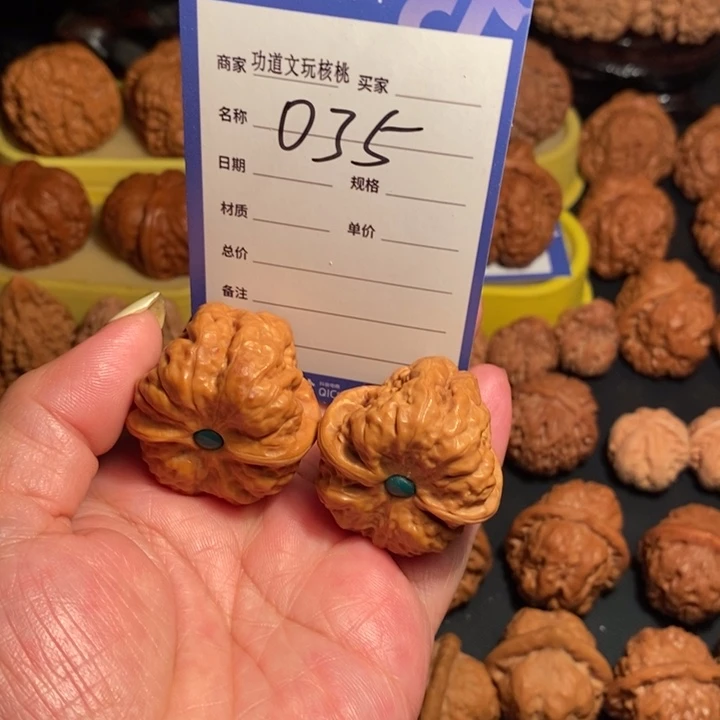 商家 功道文玩核桃 买家
名称 035
日期 规格
材质 单价
总价
备注